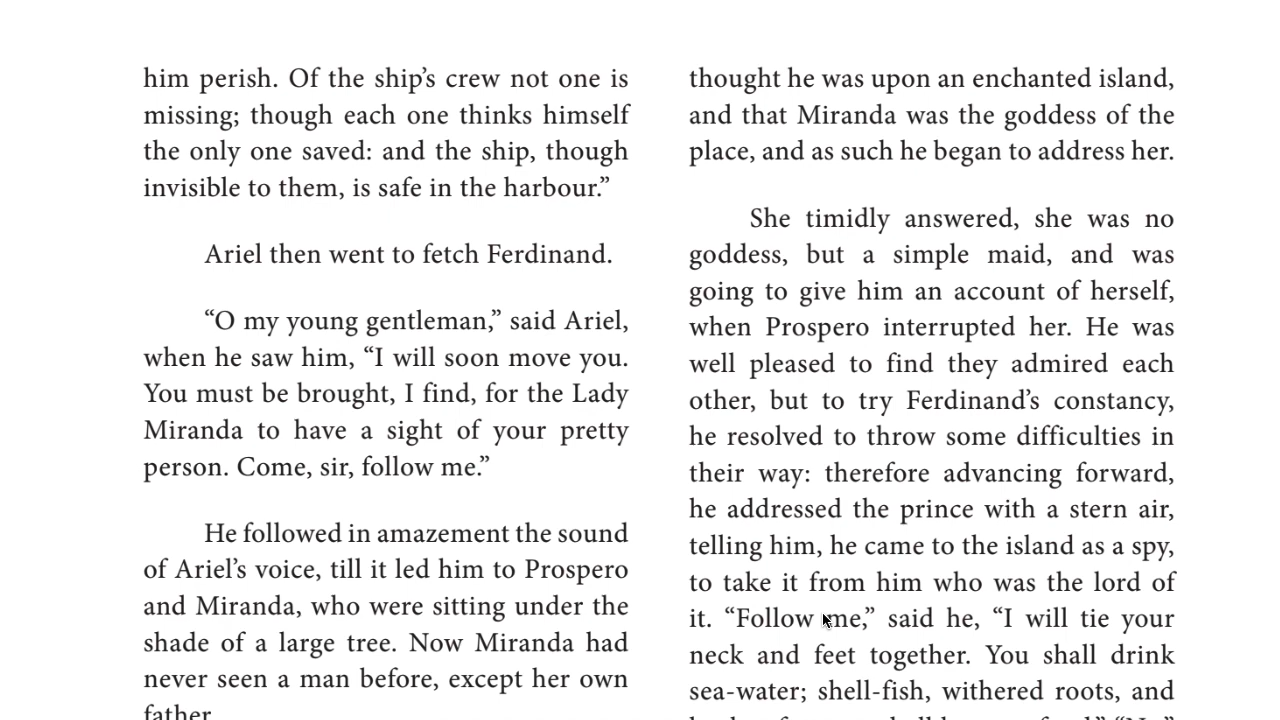 him perish. Of the ship’s crew not one is
missing; though each one thinks himself
the only one saved: and the ship, though
invisible to them, is safe in the harbour.”
Ariel then went to fetch Ferdinand.
“O my young gentleman,” said Ariel,
when he saw him, “I will soon move you.
You must be brought, I find, for the Lady
Miranda to have a sight of your pretty
person. Come, sir, follow me.”
He followed in amazement the sound
of Ariel’s voice, till it led him to Prospero
and Miranda, who were sitting under the
shade of a large tree. Now Miranda had
never seen a man before, except her own
father.
thought he was upon an enchanted island,
and that Miranda was the goddess of the
place, and as such he began to address her.
She timidly answered, she was no
goddess, but a simple maid, and was
going to give him an account of herself,
when Prospero interrupted her. He was
well pleased to find they admired each
other, but to try Ferdinand’s constancy,
he resolved to throw some difficulties in
their way: therefore advancing forward,
he addressed the prince with a stern air,
telling him, he came to the island as a spy,
to take it from him who was the lord of
it. “Follow me,” said he, “I will tie your
neck and feet together. You shall drink
sea-water; shell-fish, withered roots, and